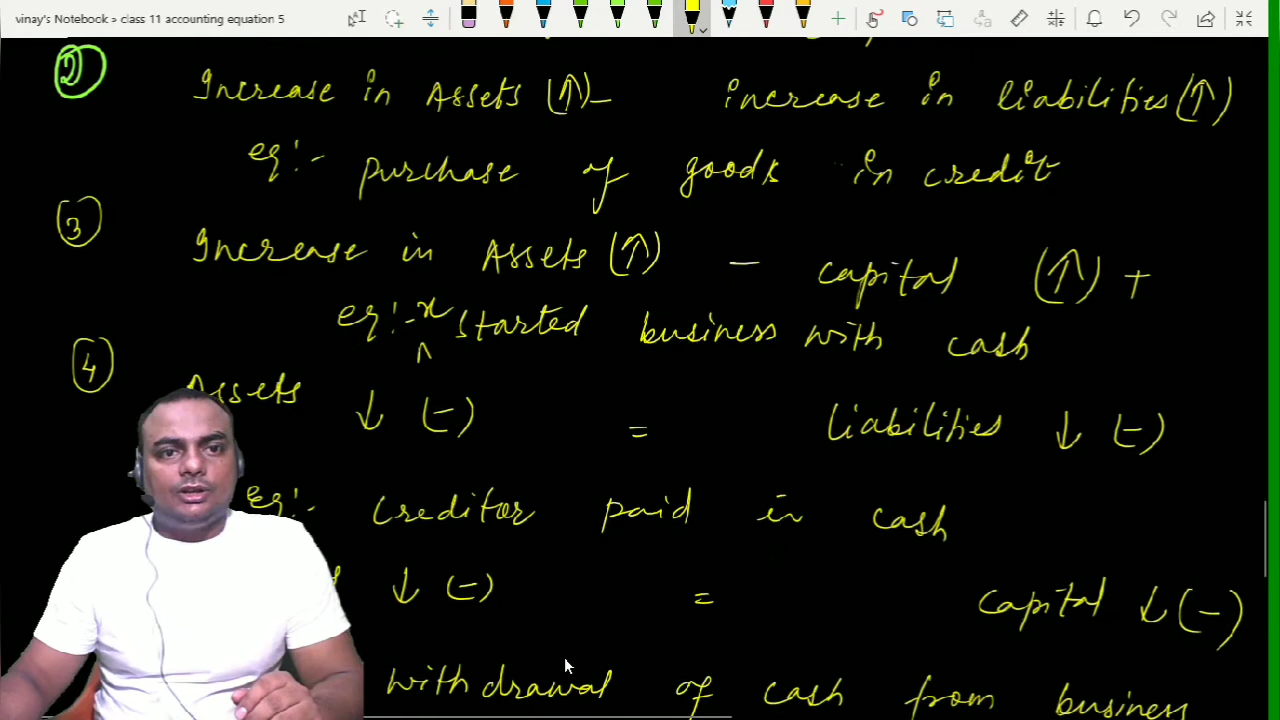 vinay's Notebook > class 11 accounting equation 5
2
Increase in Assets (↑) – increase in liabilities (↑)
eg:- purchase of goods in credit
3
Increase in Assets (↑) – capital (↑) +
eg:- x started business with cash
4
Assets ↓ (-) = liabilities ↓ (-)
eg:- creditor paid in cash
↓ (-) = capital ↓ (-)
withdrawal of cash from business